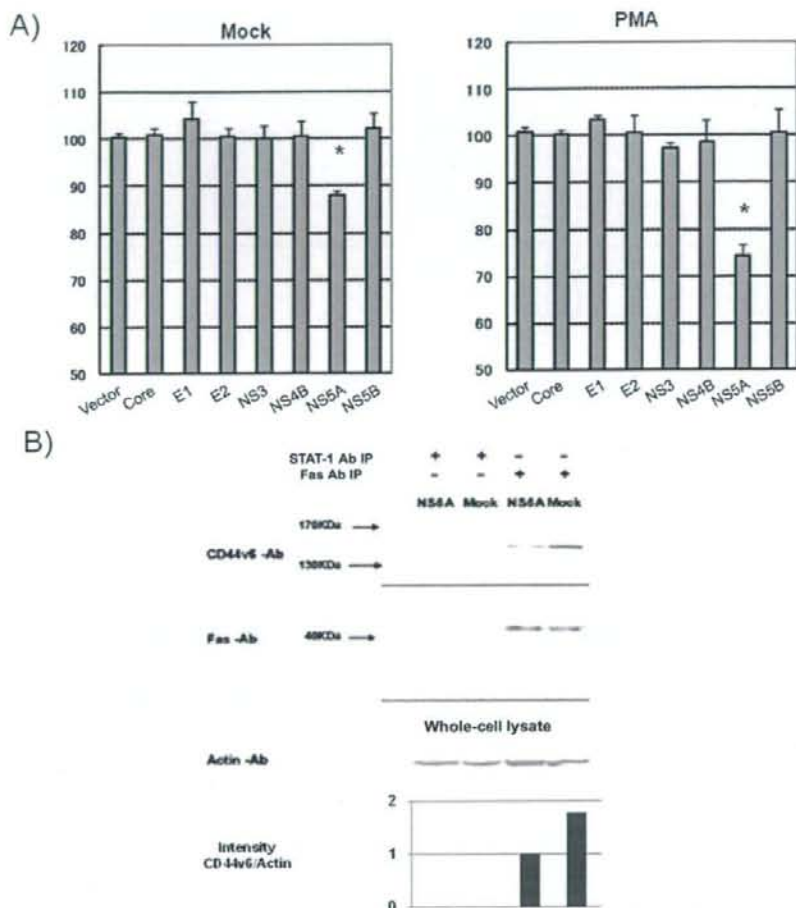 A)
Mock
120
110
100
90
80
70
60
50
*
Vector Core E1 E2 NS3 NS4B NS5A NS5B
PMA
120
110
100
90
80
70
60
50
*
Vector Core E1 E2 NS3 NS4B NS5A NS5B
B)
STAT-1 Ab IP + + - -
Fas Ab IP - - + +
NS5A Mock NS5A Mock
170KDa
CD44v6 -Ab
130KDa
Fas -Ab
40KDa
Whole-cell lysate
Actin -Ab
2
Intensity
CD44v6/Actin
1
0